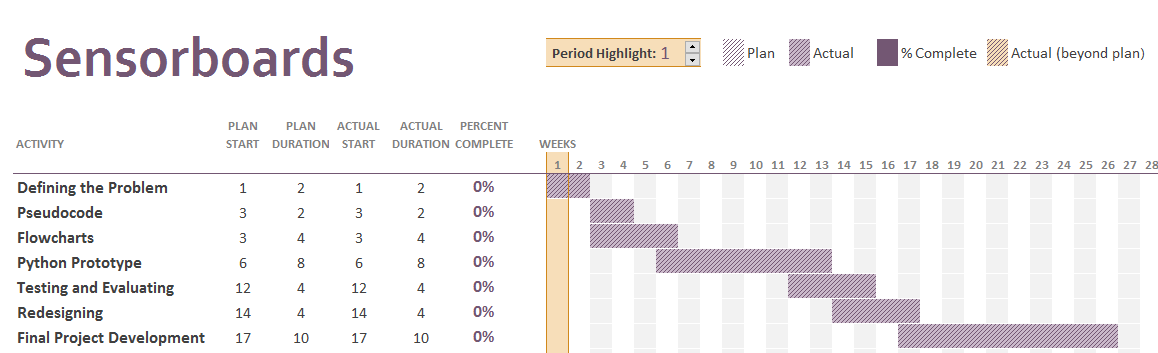 Sensorboards
Period Highlight: 1
Plan
Actual
% Complete
Actual (beyond plan)
PLAN PLAN ACTUAL ACTUAL PERCENT
ACTIVITY START DURATION START DURATION COMPLETE WEEKS
1 2 3 4 5 6 7 8 9 10 11 12 13 14 15 16 17 18 19 20 21 22 23 24 25 26 27 28
Defining the Problem 1 2 1 2 0%
Pseudocode 3 2 3 2 0%
Flowcharts 3 4 3 4 0%
Python Prototype 6 8 6 8 0%
Testing and Evaluating 12 4 12 4 0%
Redesigning 14 4 14 4 0%
Final Project Development 17 10 17 10 0%